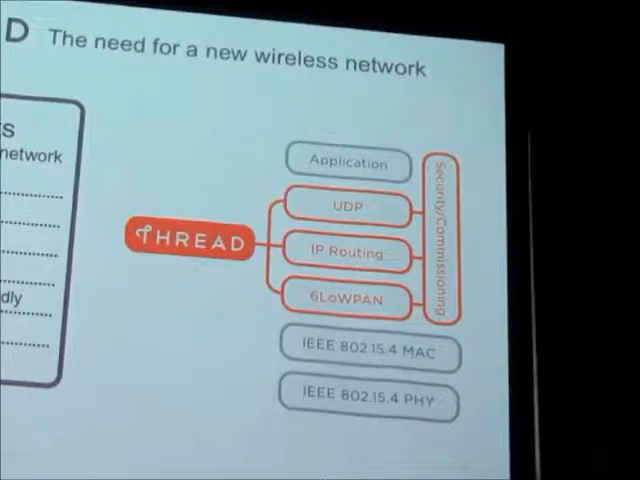 D The need for a new wireless network
s
network
dly
THREAD
Application
UDP
IP Routing
6LoWPAN
Security/Commissioning
IEEE 802.15.4 MAC
IEEE 802.15.4 PHY